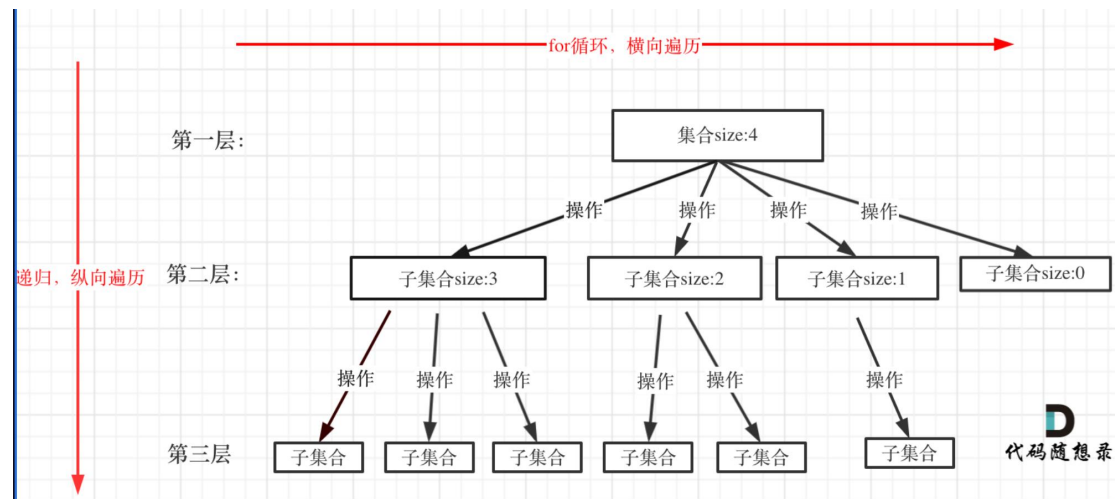 for循环，横向遍历
第一层:
集合size:4
操作
操作
操作
操作
递归，纵向遍历
第二层:
子集合size:3
子集合size:2
子集合size:1
子集合size:0
操作
操作
操作
操作
操作
操作
第三层
子集合
子集合
子集合
子集合
子集合
子集合
代码随想录